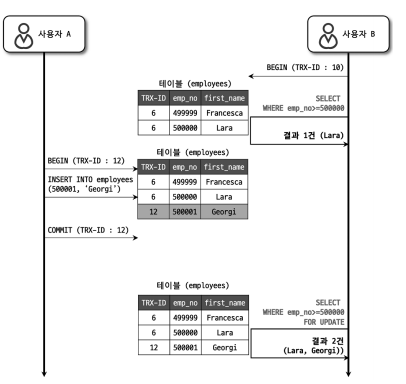 사용자 A
사용자 B
BEGIN (TRX-ID : 10)
테이블 (employees)
TRX-ID emp_no first_name
6 499999 Francesca
6 500000 Lara
SELECT
WHERE emp_no>=500000
결과 1건 (Lara)
BEGIN (TRX-ID : 12)
INSERT INTO employees
(500001, 'Georgi')
테이블 (employees)
TRX-ID emp_no first_name
6 499999 Francesca
6 500000 Lara
12 500001 Georgi
COMMIT (TRX-ID : 12)
테이블 (employees)
TRX-ID emp_no first_name
6 499999 Francesca
6 500000 Lara
12 500001 Georgi
SELECT
WHERE emp_no>=500000
FOR UPDATE
결과 2건
(Lara, Georgi))